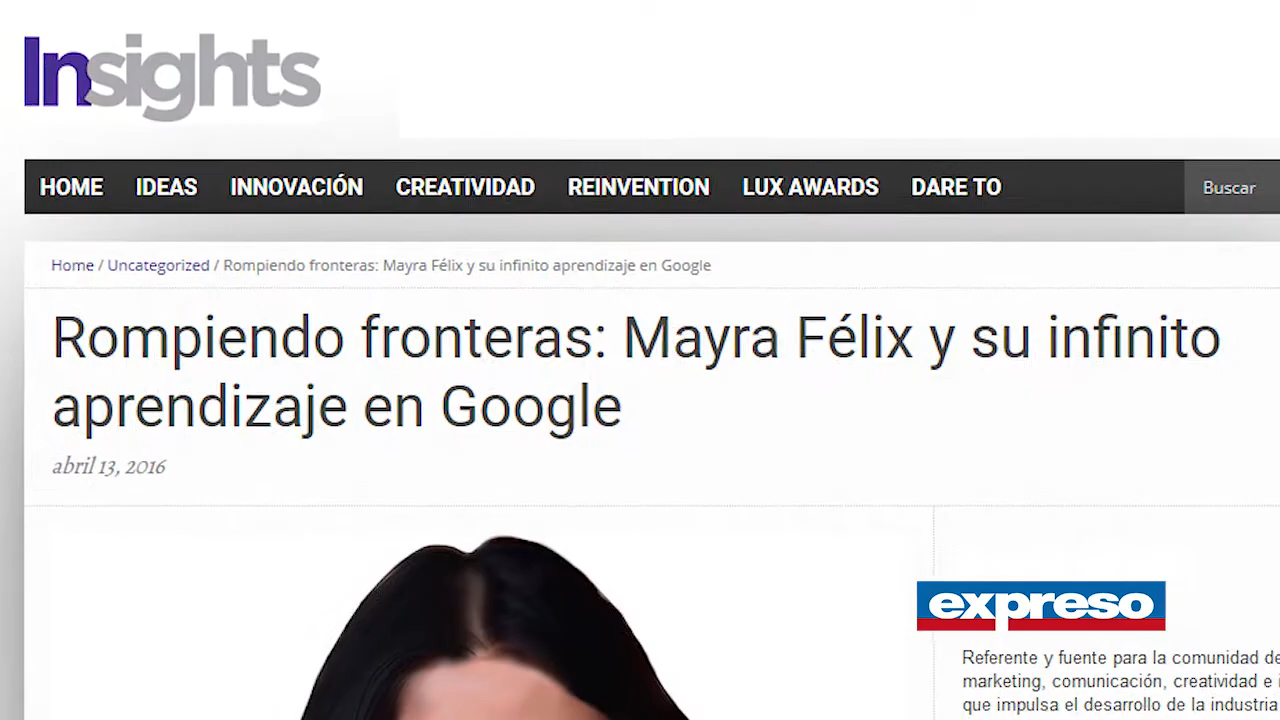 Insights
HOME IDEAS INNOVACIÓN CREATIVIDAD REINVENTION LUX AWARDS DARE TO Buscar
Home / Uncategorized / Rompiendo fronteras: Mayra Félix y su infinito aprendizaje en Google
Rompiendo fronteras: Mayra Félix y su infinito
aprendizaje en Google
abril 13, 2016
expreso
Referente y fuente para la comunidad de
marketing, comunicación, creatividad e
que impulsa el desarrollo de la industria